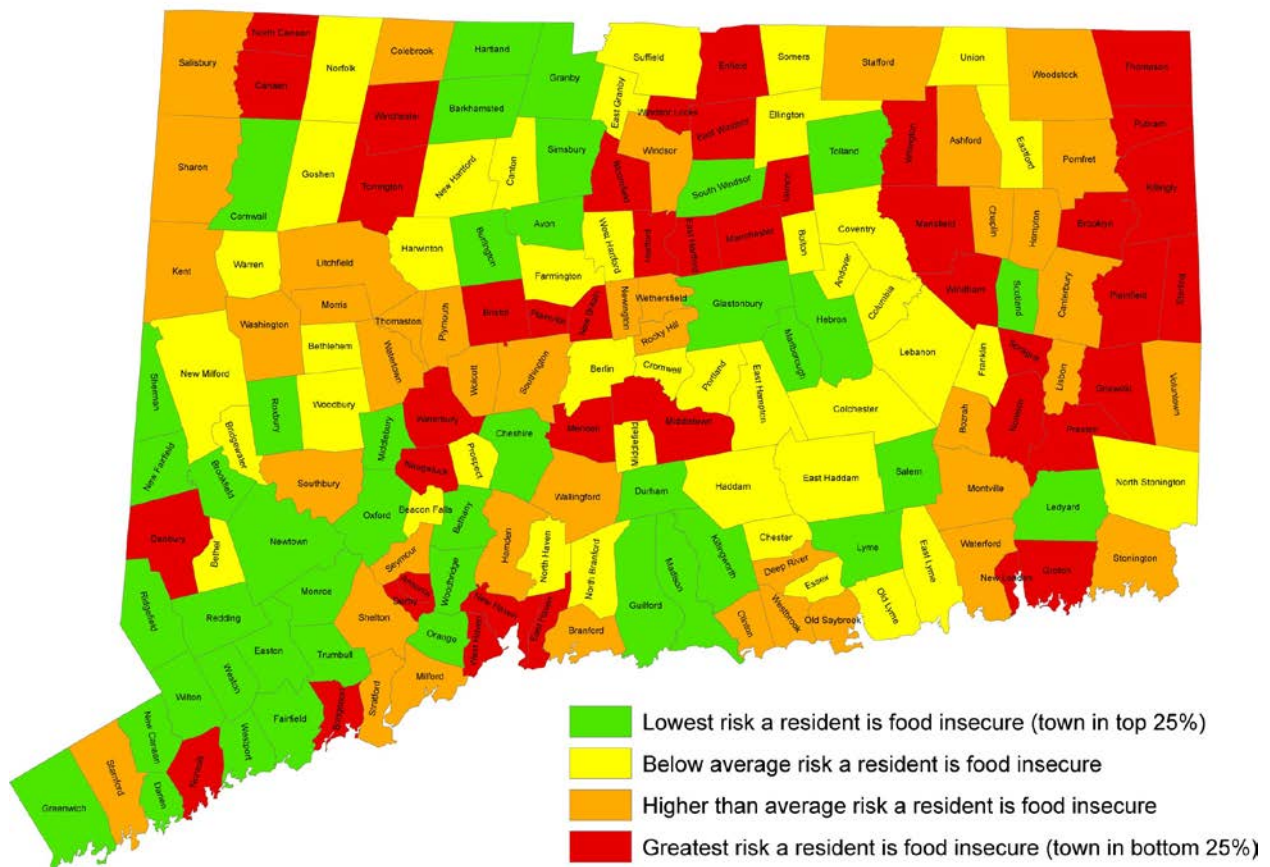 North Canaan
Hartland
Colebrook
Suffield
Somers
Union
Salisbury
Norfolk
Enfield
Stafford
Woodstock
Thompson
Canaan
Granby
East Granby
Barkhamsted
Winchester
Windsor Locks
East Windsor
Ellington
Putnam
Sharon
Goshen
Simsbury
Windsor
Tolland
Willington
Ashford
Eastford
Pomfret
Torrington
New Hartford
Canton
Bloomfield
South Windsor
Vernon
Killingly
Cornwall
Avon
Burlington
Harwinton
West Hartford
Hartford
East Hartford
Manchester
Bolton
Coventry
Mansfield
Chaplin
Hampton
Brooklyn
Kent
Warren
Litchfield
Farmington
Andover
Columbia
Windham
Scotland
Canterbury
Plainfield
Sterling
Morris
Washington
Thomaston
Plymouth
Bristol
Plainville
New Britain
Newington
Wethersfield
Rocky Hill
Glastonbury
Hebron
Marlborough
Bethlehem
Watertown
Wolcott
Southington
Berlin
Cromwell
Portland
East Hampton
Lebanon
Franklin
Sprague
Lisbon
Griswold
Voluntown
Sherman
New Milford
Roxbury
Woodbury
Waterbury
Cheshire
Meriden
Middletown
Middlefield
Colchester
Bozrah
Norwich
Preston
Bridgewater
Middlebury
Naugatuck
Prospect
New Fairfield
Brookfield
Southbury
Oxford
Beacon Falls
Bethany
Wallingford
Durham
Haddam
East Haddam
Salem
Montville
Ledyard
North Stonington
Danbury
Bethel
Newtown
Seymour
Hamden
North Haven
North Branford
Killingworth
Chester
Lyme
East Lyme
Waterford
Stonington
Ridgefield
Redding
Monroe
Ansonia
Derby
Woodbridge
New Haven
East Haven
Guilford
Madison
Deep River
Essex
Old Lyme
New London
Groton
Shelton
Orange
West Haven
Branford
Clinton
Westbrook
Old Saybrook
Easton
Trumbull
Weston
Wilton
Milford
Stratford
Bridgeport
Fairfield
Westport
New Canaan
Norwalk
Darien
Stamford
Greenwich
Lowest risk a resident is food insecure (town in top 25%)
Below average risk a resident is food insecure
Higher than average risk a resident is food insecure
Greatest risk a resident is food insecure (town in bottom 25%)